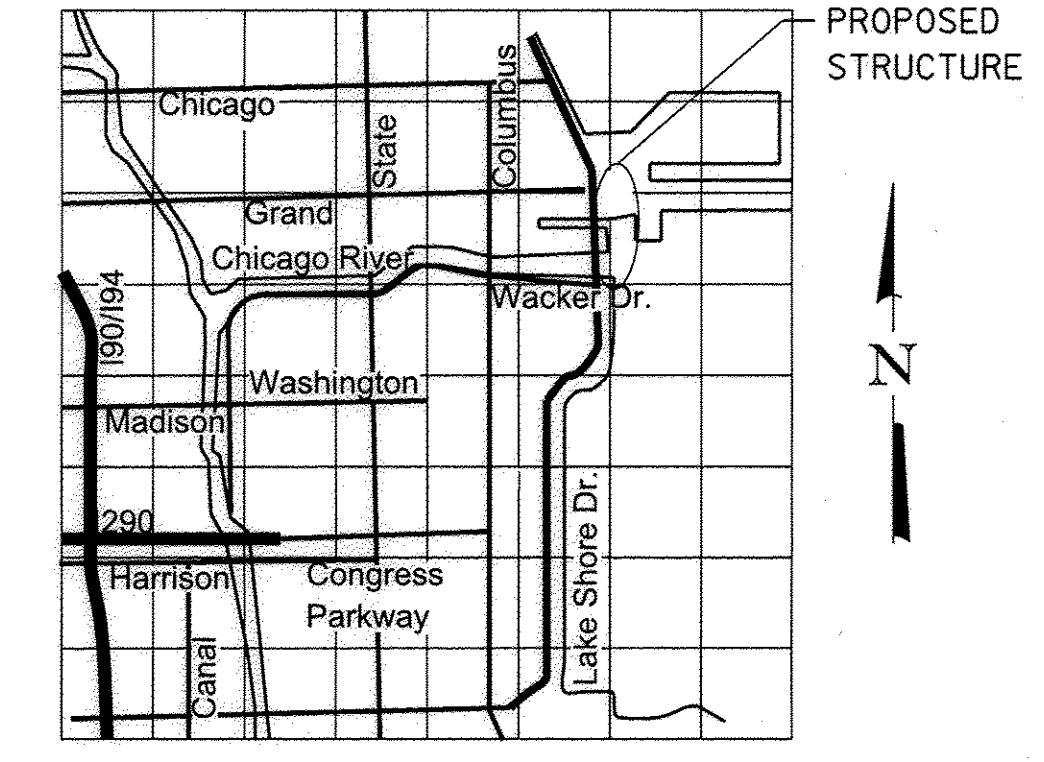 PROPOSED
STRUCTURE
Columbus
Chicago
State
Grand
Chicago River
Wacker Dr.
I90/I94
Washington
Madison
290
Harrison
Congress
Parkway
Lake Shore Dr.
Canal
N